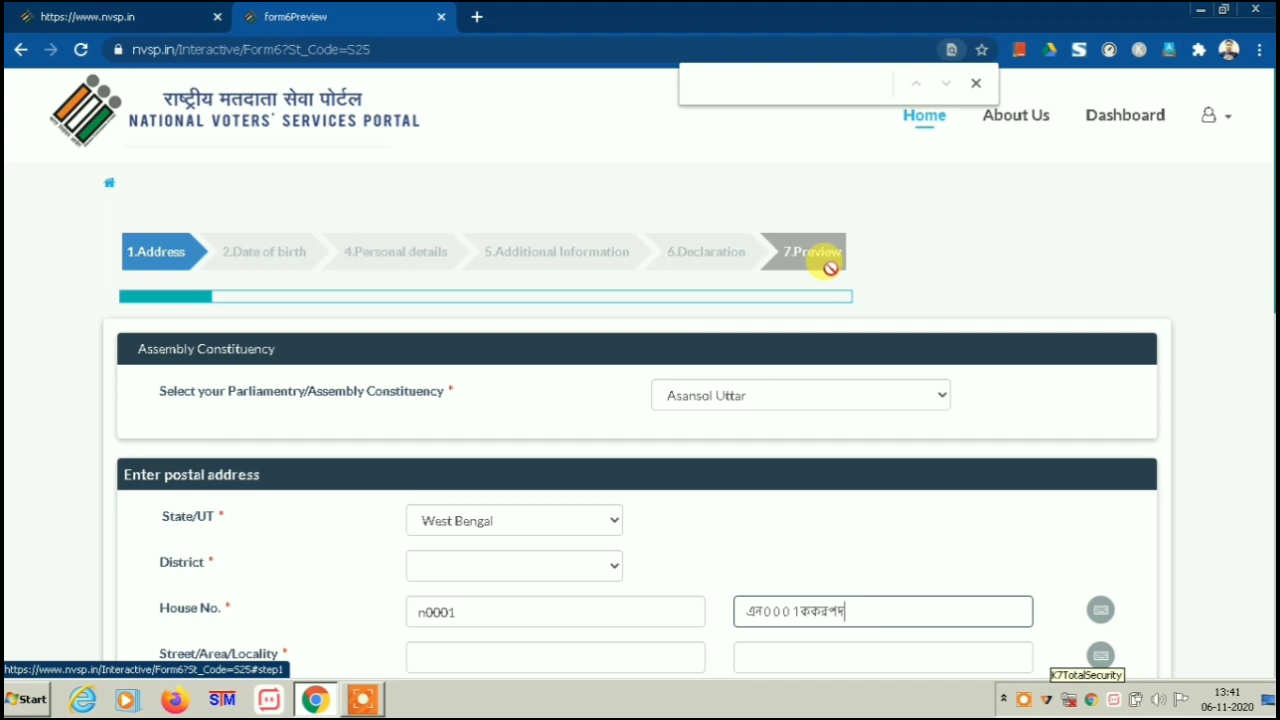 https://www.nvsp.in
form6Preview
nvsp.in/Interactive/Form6?St_Code=S25
राष्ट्रीय मतदाता सेवा पोर्टल
NATIONAL VOTERS' SERVICES PORTAL
Home About Us Dashboard
1.Address 2.Date of birth 4.Personal details 5.Additional Information 6.Declaration 7.Preview
Assembly Constituency
Select your Parliamentry/Assembly Constituency * Asansol Uttar
Enter postal address
State/UT * West Bengal
District *
House No. * n0001 এন0001ককরপদ
Street/Area/Locality *
https://www.nvsp.in/Interactive/Form6?St_Code=S25#step1
K7TotalSecurity
Start STM 13:41
06-11-2020